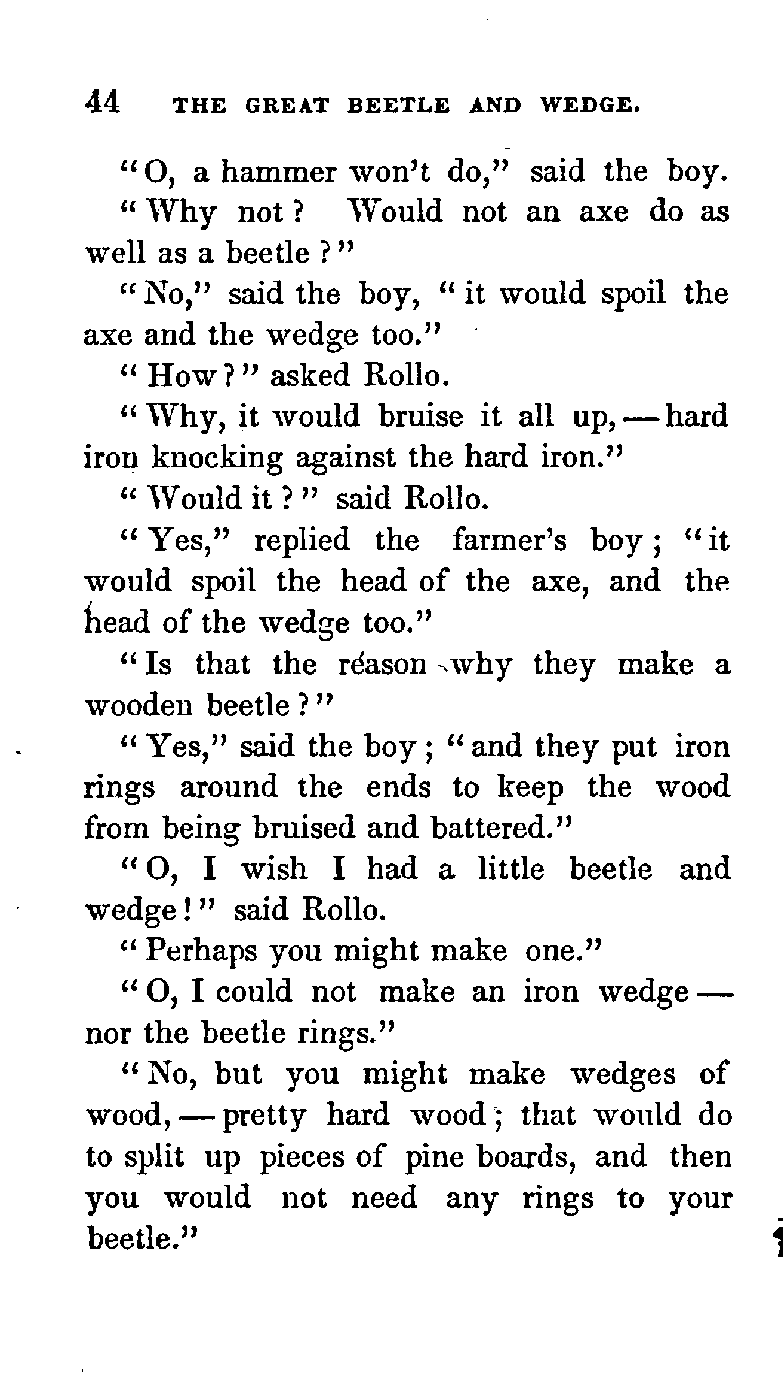 44 THE GREAT BEETLE AND WEDGE.
"O, a hammer won't do," said the boy.
"Why not? Would not an axe do as
well as a beetle?"
"No," said the boy, "it would spoil the
axe and the wedge too."
"How?" asked Rollo.
"Why, it would bruise it all up,—hard
iron knocking against the hard iron."
"Would it?" said Rollo.
"Yes," replied the farmer's boy; "it
would spoil the head of the axe, and the
head of the wedge too."
"Is that the reason why they make a
wooden beetle?"
"Yes," said the boy; "and they put iron
rings around the ends to keep the wood
from being bruised and battered."
"O, I wish I had a little beetle and
wedge!" said Rollo.
"Perhaps you might make one."
"O, I could not make an iron wedge—
nor the beetle rings."
"No, but you might make wedges of
wood,—pretty hard wood; that would do
to split up pieces of pine boards, and then
you would not need any rings to your
beetle."